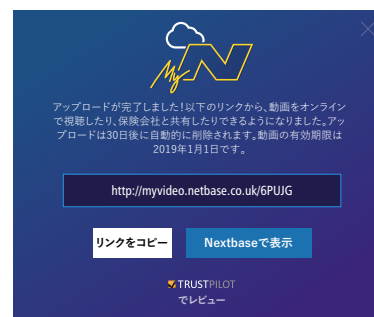 My N
アップロードが完了しました!以下のリンクから、動画をオンライン
で視聴したり、保険会社と共有したりできるようになりました。アッ
プロードは30日後に自動的に削除されます。動画の有効期限は
2019年1月1日です。
http://myvideo.netbase.co.uk/6PUJG
リンクをコピー Nextbaseで表示
TRUSTPILOT
でレビュー